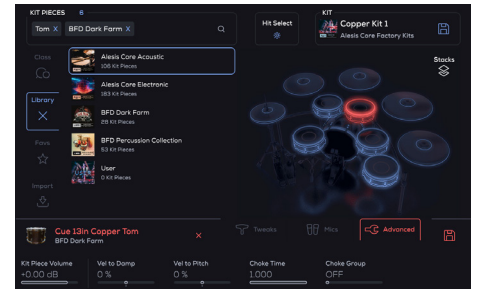 KIT PIECES 8
Tom X BFD Dark Farm X
Hit Select
KIT
Copper Kit 1
Alesis Core Factory Kits
Class
Library
Favs
Import
Alesis Core Acoustic
106 Kit Pieces
Alesis Core Electronic
183 Kit Pieces
BFD Dark Farm
28 Kit Pieces
BFD Percussion Collection
53 Kit Pieces
User
0 Kit Pieces
Stacks
Cue 13in Copper Tom
BFD Dark Farm
X
Tweaks
Mics
Advanced
Kit Piece Volume
+0.00 dB
Vel to Damp
0 %
Vel to Pitch
0 %
Choke Time
1.000
Choke Group
OFF